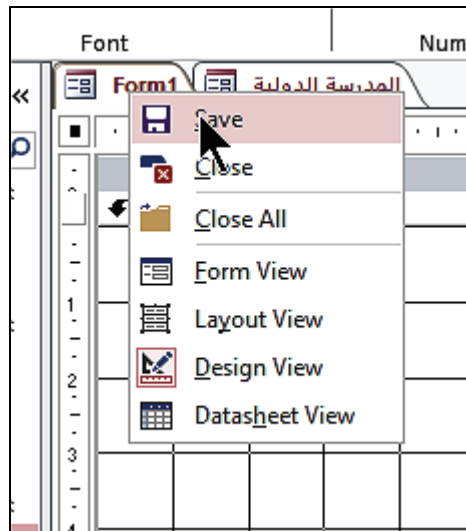 Font
Num
«
Form1
المدرسة الدولية
Save
Close
Close All
Form View
Layout View
Design View
Datasheet View
1
2
3
4